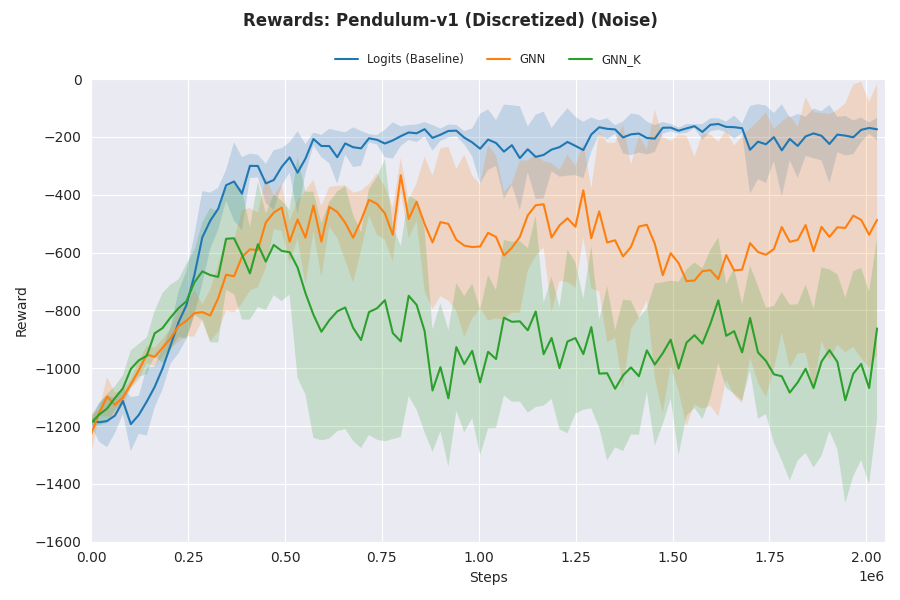 Rewards: Pendulum-v1 (Discretized) (Noise)
Logits (Baseline) GNN GNN_K
0
−200
−400
−600
−800
−1000
−1200
−1400
−1600
Reward
0.00 0.25 0.50 0.75 1.00 1.25 1.50 1.75 2.00
1e6
Steps